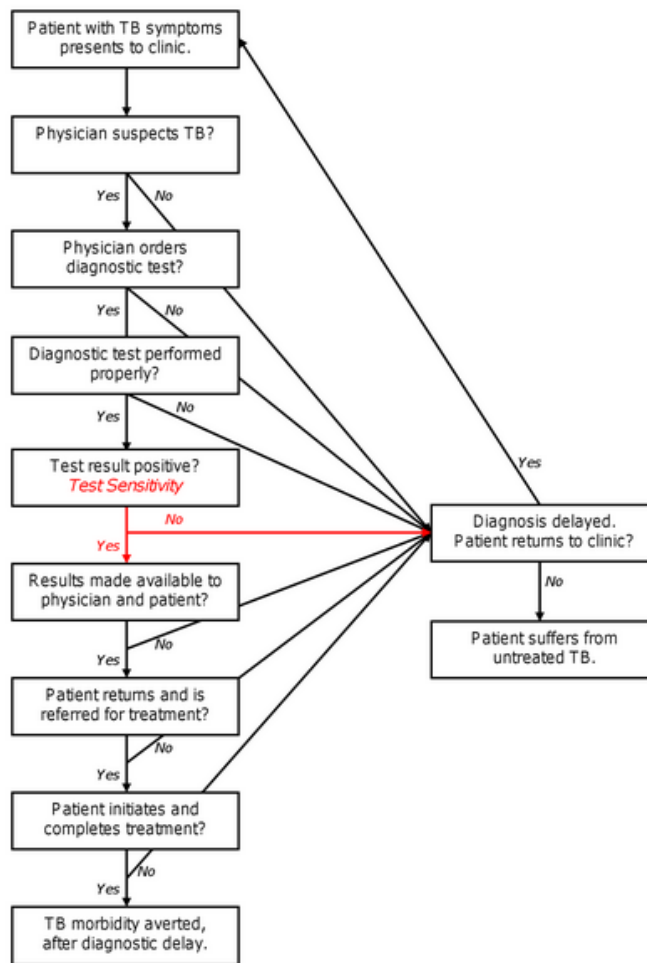 Patient with TB symptoms
presents to clinic.
Physician suspects TB?
Yes
No
Physician orders
diagnostic test?
Yes
No
Diagnostic test performed
properly?
Yes
No
Test result positive?
Test Sensitivity
No
Yes
Results made available to
physician and patient?
Yes
No
Patient returns and is
referred for treatment?
Yes
No
Patient initiates and
completes treatment?
Yes
No
TB morbidity averted,
after diagnostic delay.
Yes
Diagnosis delayed.
Patient returns to clinic?
No
Patient suffers from
untreated TB.